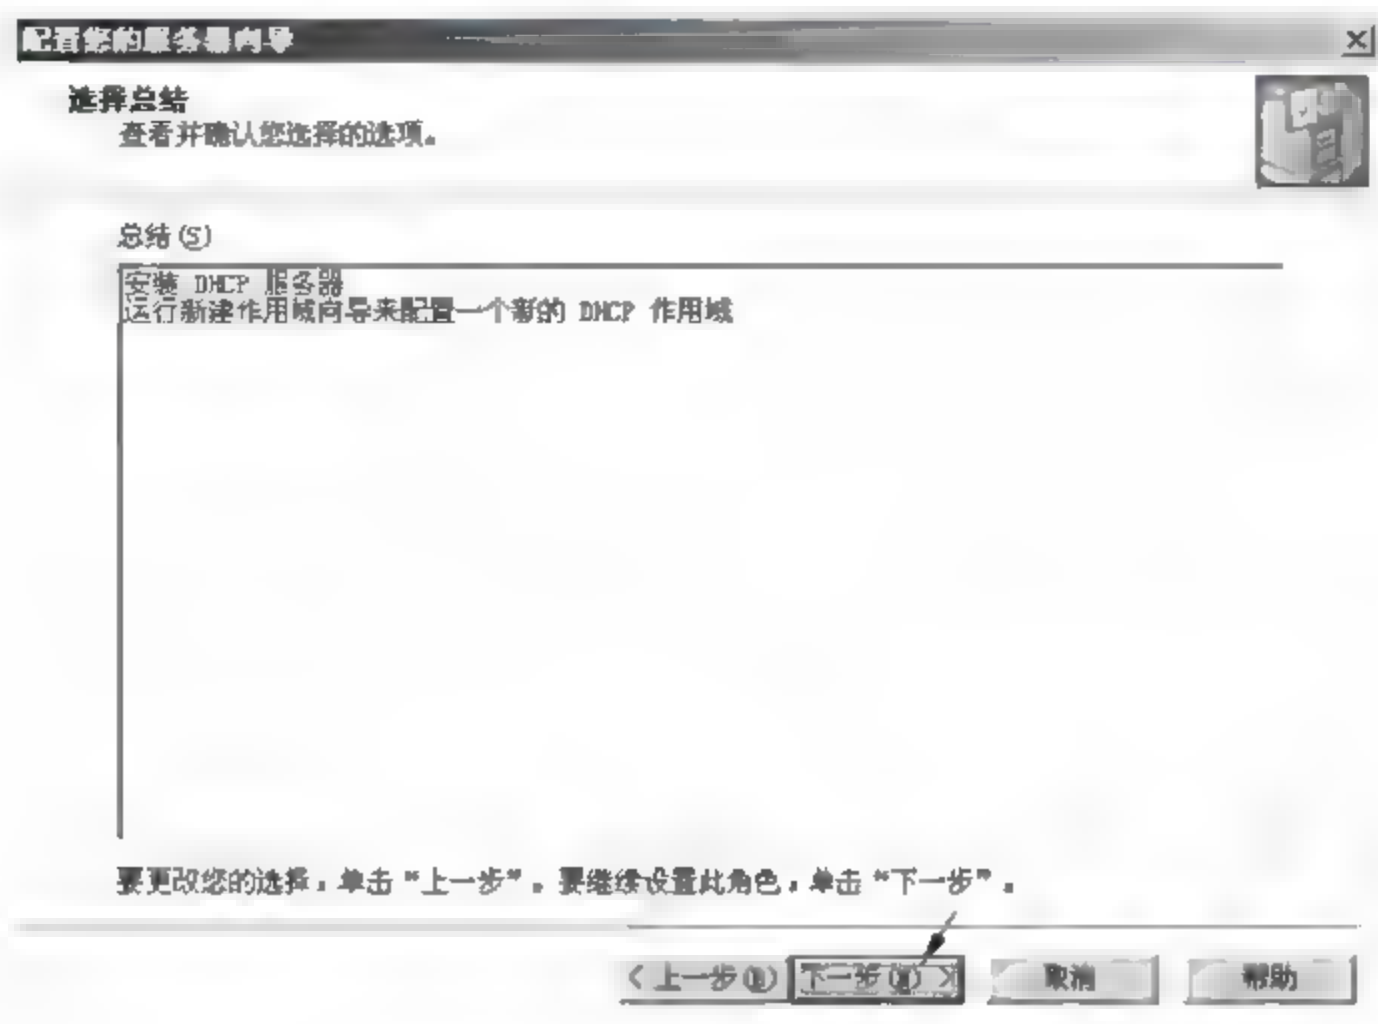 配置您的服务器向导
选择总结
查看并确认您选择的选项。
总结(S)
安装 DHCP 服务器
运行新建作用域向导来配置一个新的 DHCP 作用域
要更改您的选择，单击“上一步”。要继续设置此角色，单击“下一步”。
< 上一步(B) 下一步(N) > 取消 帮助